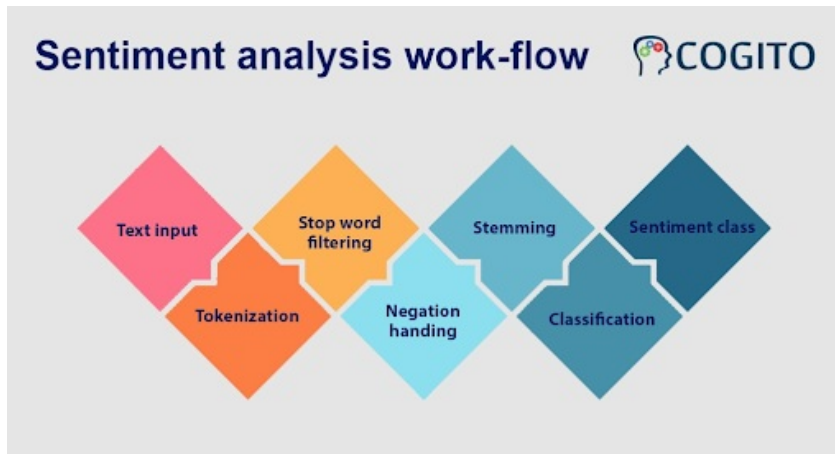 Sentiment analysis work-flow
COGITO
Text input
Tokenization
Stop word
filtering
Negation
handing
Stemming
Classification
Sentiment class